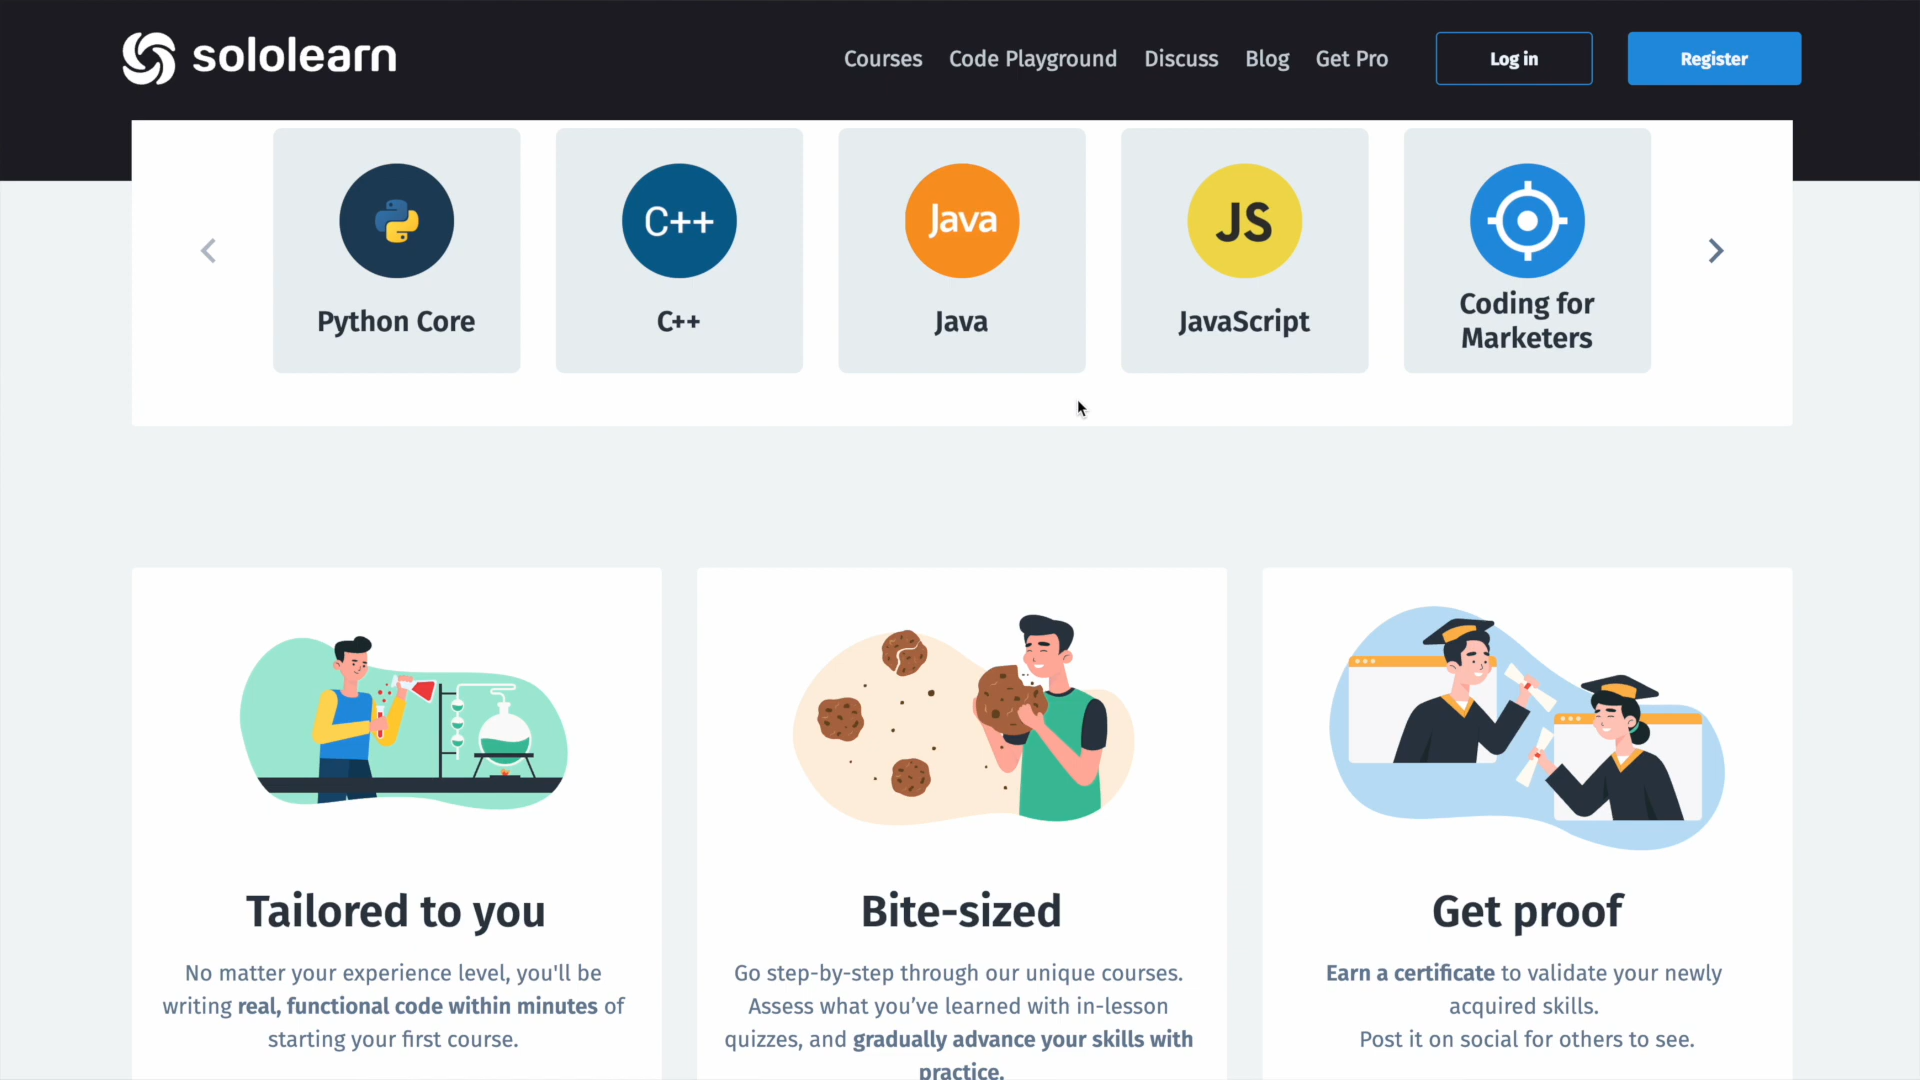 sololearn
Courses Code Playground Discuss Blog Get Pro Log in Register
C++ Java JS
Python Core C++ Java JavaScript Coding for
Marketers
Tailored to you
No matter your experience level, you'll be
writing real, functional code within minutes of
starting your first course.
Bite-sized
Go step-by-step through our unique courses.
Assess what you’ve learned with in-lesson
quizzes, and gradually advance your skills with
practice.
Get proof
Earn a certificate to validate your newly
acquired skills.
Post it on social for others to see.